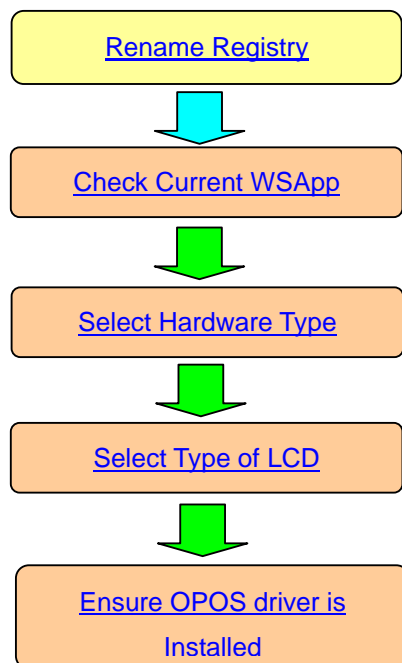 Rename Registry
Check Current WSApp
Select Hardware Type
Select Type of LCD
Ensure OPOS driver is
Installed